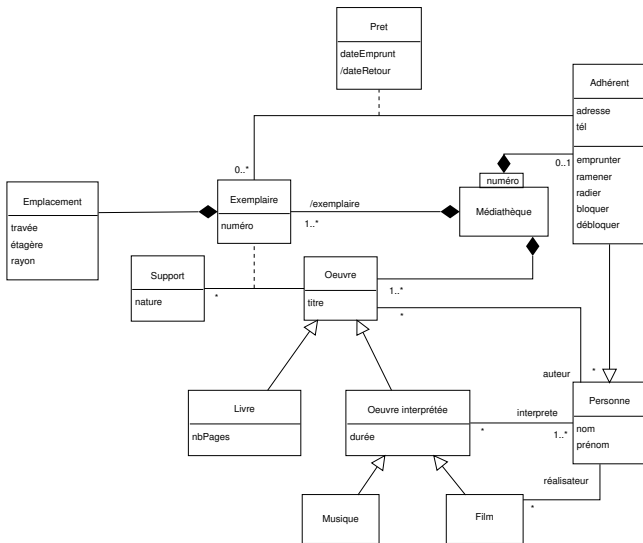 Pret
dateEmprunt
/dateRetour
Adhérent
adresse
tél
emprunter
ramener
radier
bloquer
débloquer
0..*
0..1
Emplacement
travée
étagère
rayon
Exemplaire
numéro
/exemplaire
1..*
numéro
Médiathèque
Support
nature
*
Oeuvre
titre
1..*
*
auteur
*
Livre
nbPages
Oeuvre interprétée
durée
*
interprete
1..*
Personne
nom
prénom
réalisateur
*
Musique
Film